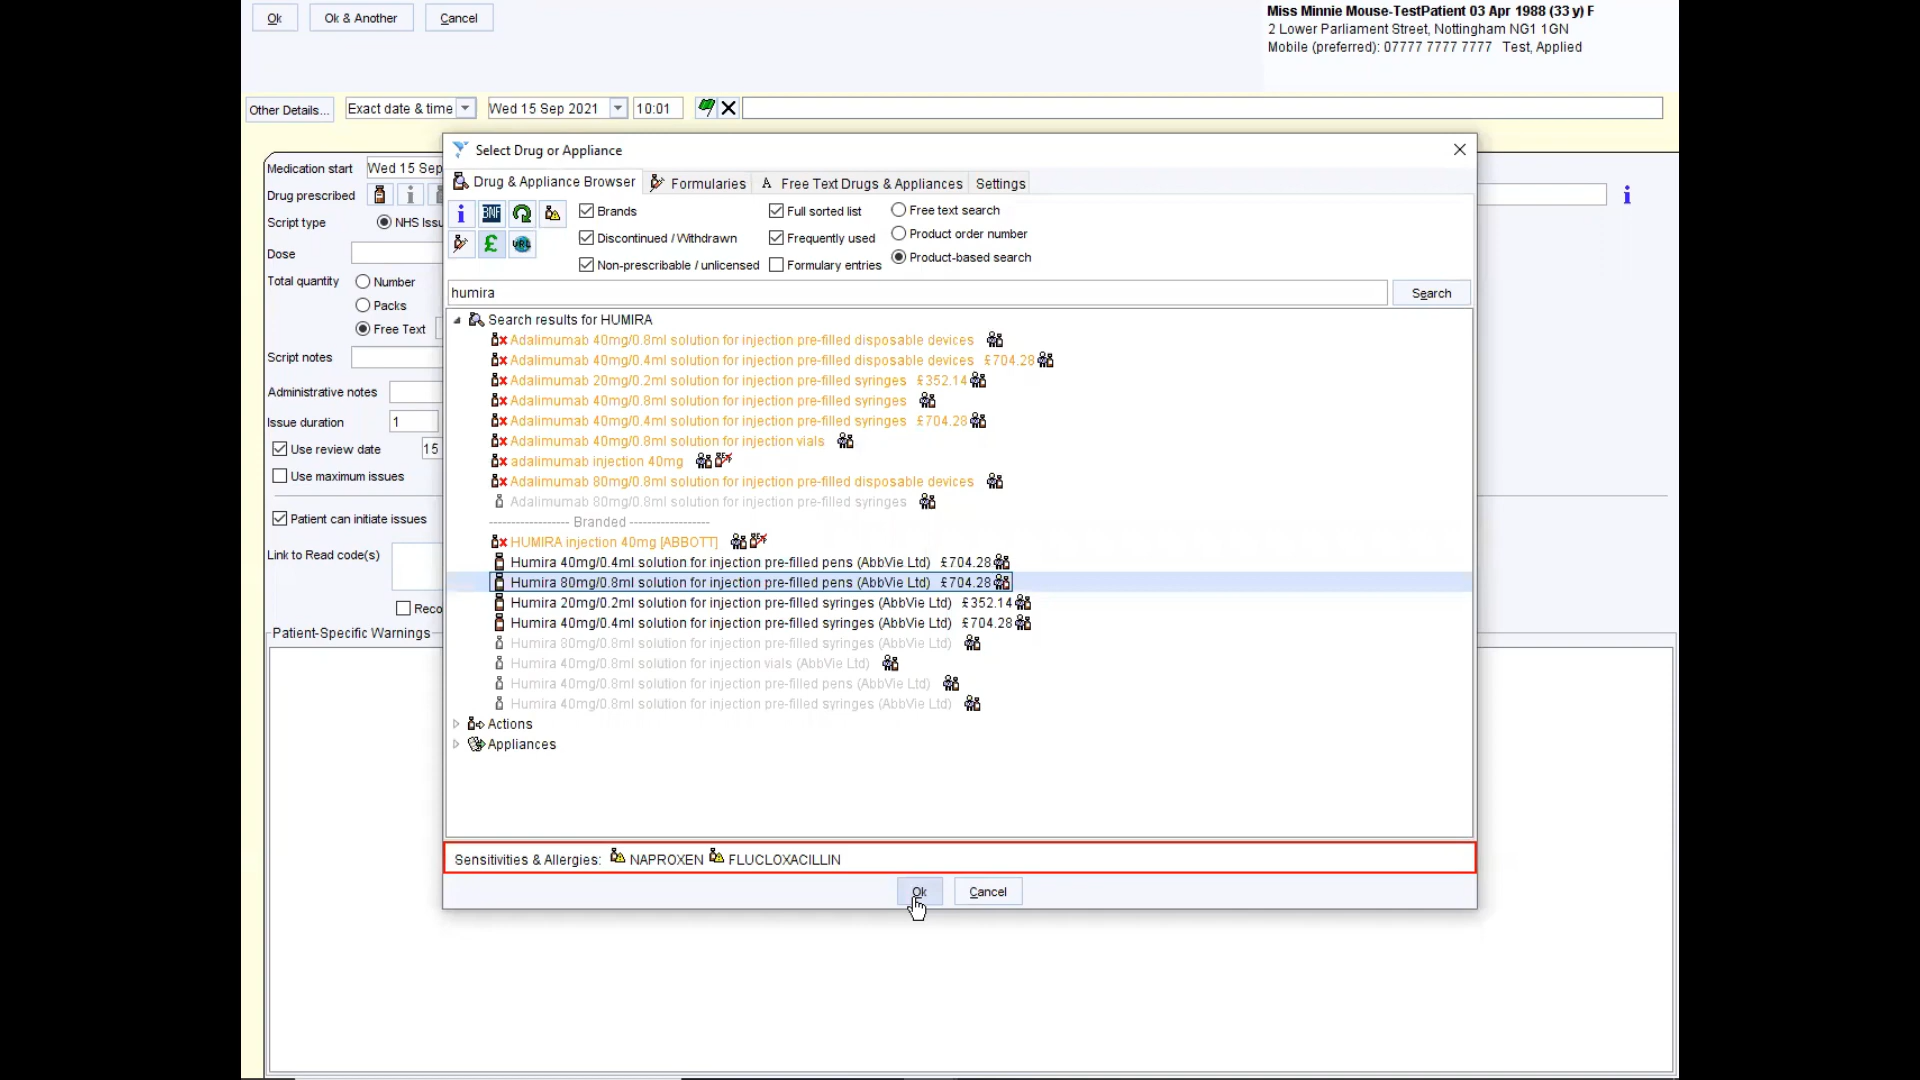 Ok Ok & Another Cancel
Miss Minnie Mouse-TestPatient 03 Apr 1988 (33 y) F
2 Lower Parliament Street, Nottingham NG1 1GN
Mobile (preferred): 07777 7777 7777 Test, Applied
Other Details... Exact date & time Wed 15 Sep 2021 10:01
Select Drug or Appliance
Drug & Appliance Browser Formularies A Free Text Drugs & Appliances Settings
Medication start Wed 15 Sep
Drug prescribed
Script type NHS Issu
Dose
Total quantity Number
Packs
Free Text
Script notes
Administrative notes
Issue duration 1
Use review date 15
Use maximum issues
Patient can initiate issues
Link to Read code(s)
Reco
Patient-Specific Warnings
BNF Brands Full sorted list Free text search
Discontinued / Withdrawn Frequently used Product order number
URL
Non-prescribable / unlicensed Formulary entries Product-based search
humira Search
Search results for HUMIRA
Adalimumab 40mg/0.8ml solution for injection pre-filled disposable devices
Adalimumab 40mg/0.4ml solution for injection pre-filled disposable devices £704.28
Adalimumab 20mg/0.2ml solution for injection pre-filled syringes £352.14
Adalimumab 40mg/0.8ml solution for injection pre-filled syringes
Adalimumab 40mg/0.4ml solution for injection pre-filled syringes £704.28
Adalimumab 40mg/0.8ml solution for injection vials
adalimumab injection 40mg
Adalimumab 80mg/0.8ml solution for injection pre-filled disposable devices
Adalimumab 80mg/0.8ml solution for injection pre-filled syringes
------------------ Branded ------------------
HUMIRA injection 40mg [ABBOTT]
Humira 40mg/0.4ml solution for injection pre-filled pens (AbbVie Ltd) £704.28
Humira 80mg/0.8ml solution for injection pre-filled pens (AbbVie Ltd) £704.28
Humira 20mg/0.2ml solution for injection pre-filled syringes (AbbVie Ltd) £352.14
Humira 40mg/0.4ml solution for injection pre-filled syringes (AbbVie Ltd) £704.28
Humira 80mg/0.8ml solution for injection pre-filled syringes (AbbVie Ltd)
Humira 40mg/0.8ml solution for injection vials (AbbVie Ltd)
Humira 40mg/0.8ml solution for injection pre-filled pens (AbbVie Ltd)
Humira 40mg/0.8ml solution for injection pre-filled syringes (AbbVie Ltd)
Actions
Appliances
Sensitivities & Allergies: NAPROXEN FLUCLOXACILLIN
Ok Cancel